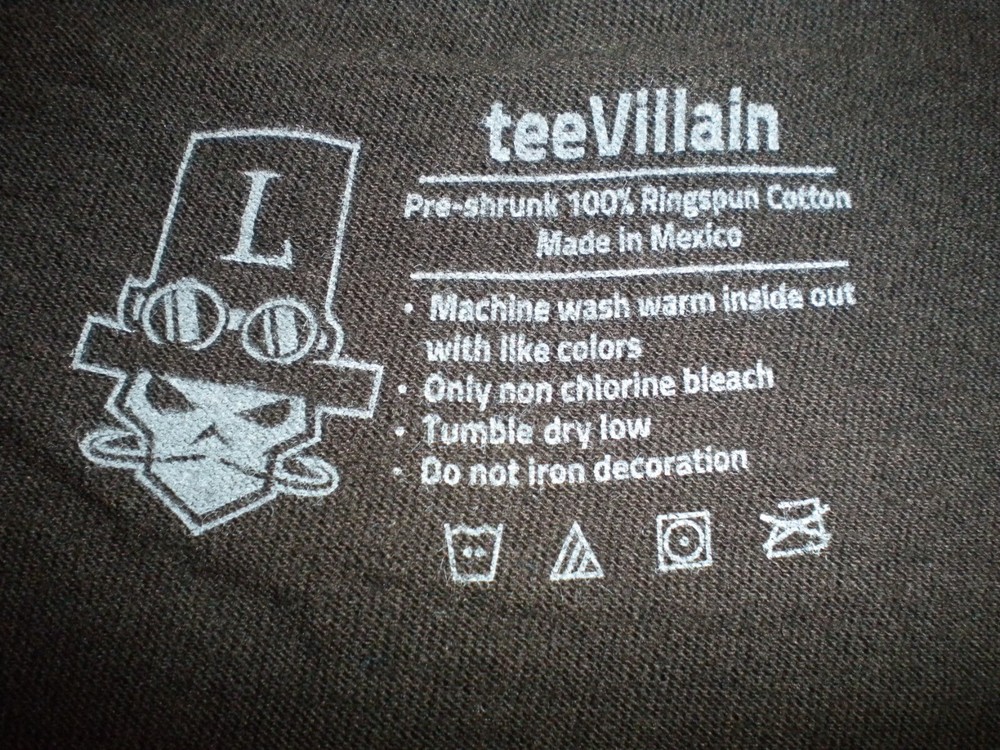 L
teeVillain
Pre-shrunk 100% Ringspun Cotton
Made in Mexico
• Machine wash warm inside out
with like colors
• Only non chlorine bleach
• Tumble dry low
• Do not iron decoration